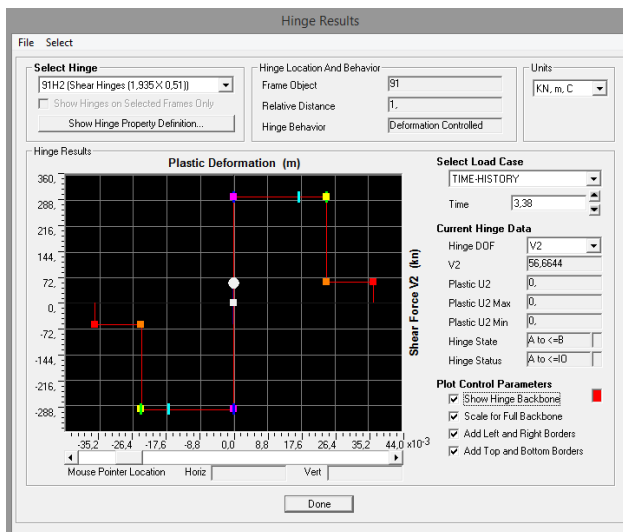 Hinge Results
File Select
Select Hinge
91H2 (Shear Hinges (1,935 X 0,51))
Show Hinges on Selected Frames Only
Show Hinge Property Definition...
Hinge Location And Behavior
Frame Object 91
Relative Distance 1,
Hinge Behavior Deformation Controlled
Units
KN, m, C
Hinge Results
Plastic Deformation (m)
360,
288,
216,
144,
72,
0,
-72,
-144,
-216,
-288,
-35,2 -26,4 -17,6 -8,8 0,0 8,8 17,6 26,4 35,2 44,0 x10 -3
Shear Force V2 (kn)
Mouse Pointer Location Horiz Vert
Select Load Case
TIME-HISTORY
Time 3,38
Current Hinge Data
Hinge DOF V2
V2 56,6644
Plastic U2 0,
Plastic U2 Max 0,
Plastic U2 Min 0,
Hinge State A to <=B
Hinge Status A to <=IO
Plot Control Parameters
Show Hinge Backbone
Scale for Full Backbone
Add Left and Right Borders
Add Top and Bottom Borders
Done